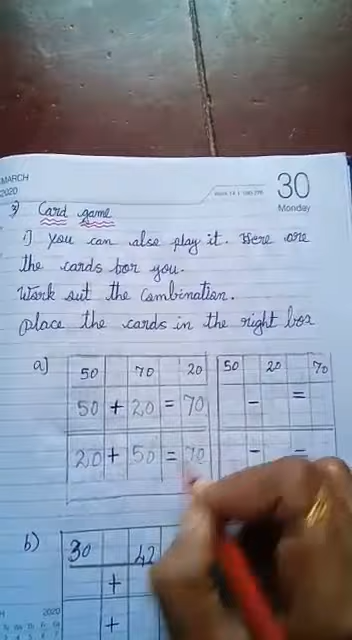 MARCH
2020
30
Monday
3) Card game
1) you can also play it. Here are
the cards for you.
Work out the Combination.
place the cards in the right box
a) 50 70 20 50 20 70
50 + 20 = 70 - =
20 + 50 = 70 - =
b) 30 42
+
+
2020